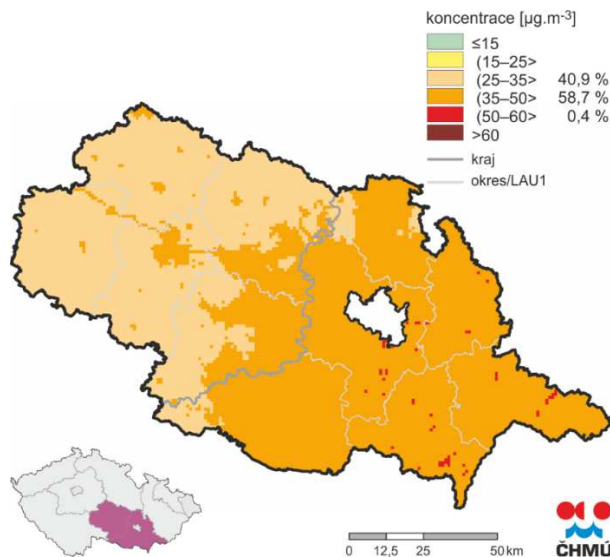 koncentrace [µg.m⁻³]
≤15
(15–25>
(25–35> 40,9 %
(35–50> 58,7 %
(50–60> 0,4 %
>60
kraj
okres/LAU1
0 12,5 25 50 km
ČHMÚ